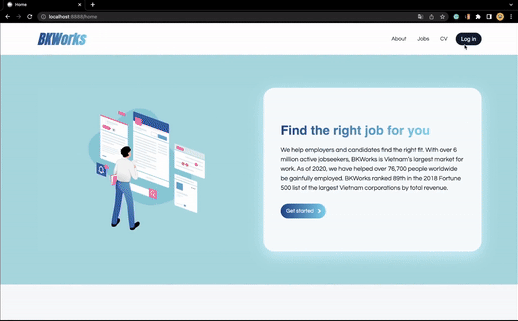 Home
localhost:8888/home
BKWorks
About Jobs CV Log in
Find the right job for you
We help employers and candidates find the right fit. With over 6
million active jobseekers, BKWorks is Vietnam's largest market for
work. As of 2020, we have helped over 76,700 people worldwide
be gainfully employed. BKWorks ranked 89th in the 2018 Fortune
500 list of the largest Vietnam corporations by total revenue.
Get started